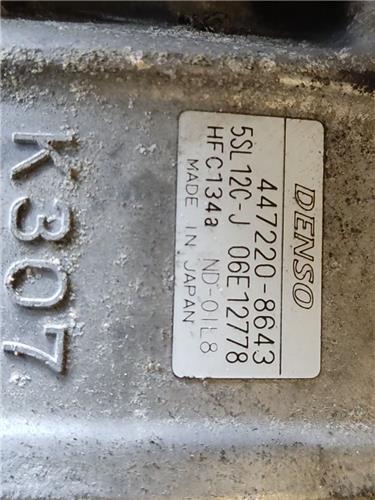 DENSO
447220-8643
5SL12C-J 06E12778
HFC134a ND-OIL8
MADE IN JAPAN
K307